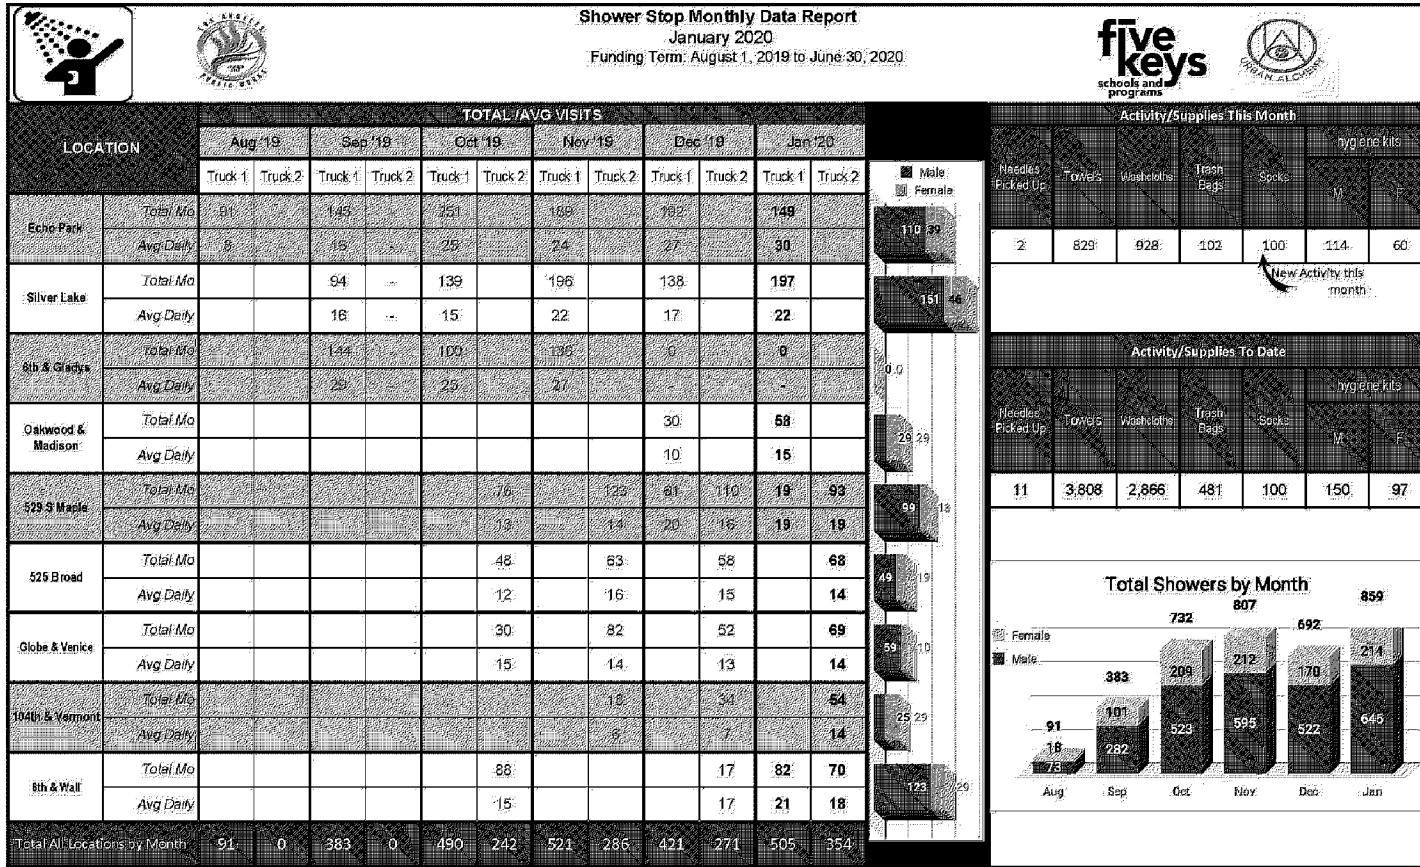 Shower Stop Monthly Data Report
January 2020
Funding Term: August 1, 2019 to June 30, 2020
LOS ANGELES
PUBLIC WORKS
five keys
schools and programs
URBAN ALCHEMY
LOCATION
TOTAL /AVG VISITS
Aug '19 Sep '19 Oct '19 Nov '19 Dec '19 Jan '20
Truck 1 Truck 2 Truck 1 Truck 2 Truck 1 Truck 2 Truck 1 Truck 2 Truck 1 Truck 2 Truck 1 Truck 2
Echo Park
Total Mo 91 - 145 - 251 189 192 149
Avg Daily 8 - 16 - 25 24 27 30
Silver Lake
Total Mo 94 - 139 196 138 197
Avg Daily 16 - 15 22 17 22
6th & Gladys
Total Mo 144 - 100 136 0 0
Avg Daily 29 - 25 27 - -
Oakwood & Madison
Total Mo 30 58
Avg Daily 10 15
529 S Maple
Total Mo 76 123 61 110 19 93
Avg Daily 13 14 20 16 19 19
525 Broad
Total Mo 48 63 58 68
Avg Daily 12 16 15 14
Globe & Venice
Total Mo 30 82 52 69
Avg Daily 15 14 13 14
104th & Vermont
Total Mo 18 34 54
Avg Daily 6 7 14
6th & Wall
Total Mo 88 17 82 70
Avg Daily 15 17 21 18
Total All Locations by Month 91 0 383 0 490 242 521 286 421 271 505 354
Male
Female
110 39
151 46
0 0
29 29
99 13
49 19
59 10
25 29
123 29
Activity/Supplies This Month
Needles Picked Up Towels Washcloths Trash Bags Socks hygiene kits M F
2 829 928 102 100 114 60
New Activity this month
Activity/Supplies To Date
Needles Picked Up Towels Washcloths Trash Bags Socks hygiene kits M F
11 3,808 2,866 481 100 150 97
Total Showers by Month
Female
Male
91 383 732 807 692 859
18 101 209 212 170 214
73 282 523 595 522 645
Aug Sep Oct Nov Dec Jan